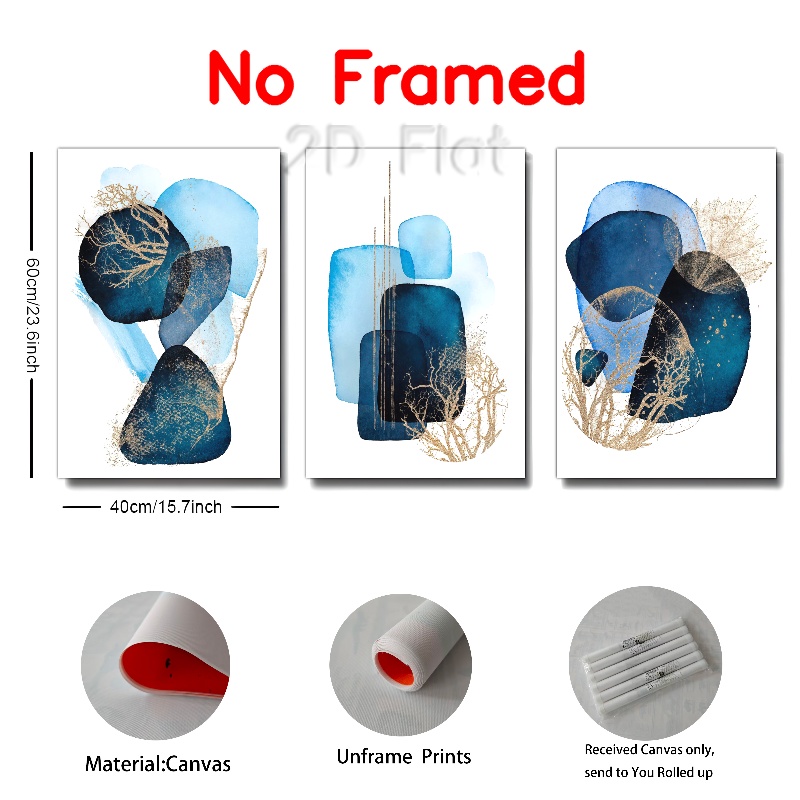 No Framed
2D Flat
60cm/23.6inch
40cm/15.7inch
Material:Canvas
Unframe Prints
Received Canvas only,
send to You Rolled up